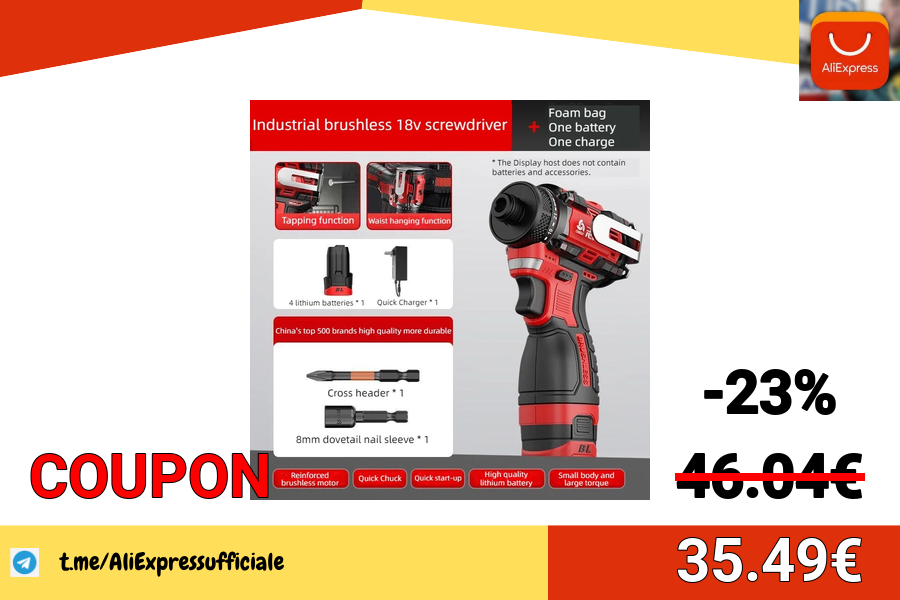 AliExpress
Industrial brushless 18v screwdriver
+
Foam bag
One battery
One charge
* The Display host does not contain
batteries and accessories.
Tapping function
Waist hanging function
4 lithium batteries * 1
Quick Charger * 1
China's top 500 brands high quality more durable
Cross header * 1
8mm dovetail nail sleeve * 1
BL
Reinforced
brushless motor
Quick Chuck
Quick start-up
High quality
lithium battery
Small body and
large torque
-23%
COUPON
46.04€
t.me/AliExpressufficiale
35.49€